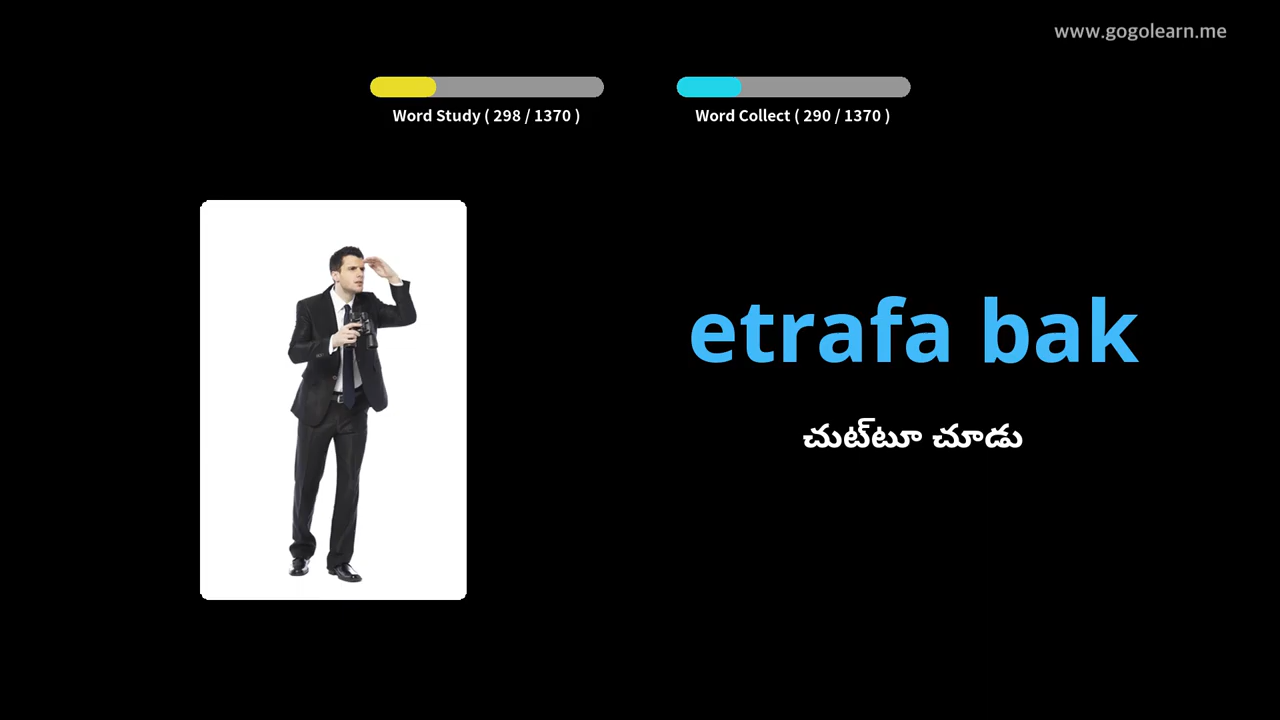 www.gogolearn.me
Word Study ( 298 / 1370 )
Word Collect ( 290 / 1370 )
etrafa bak
చుట్‌టూ చూడు